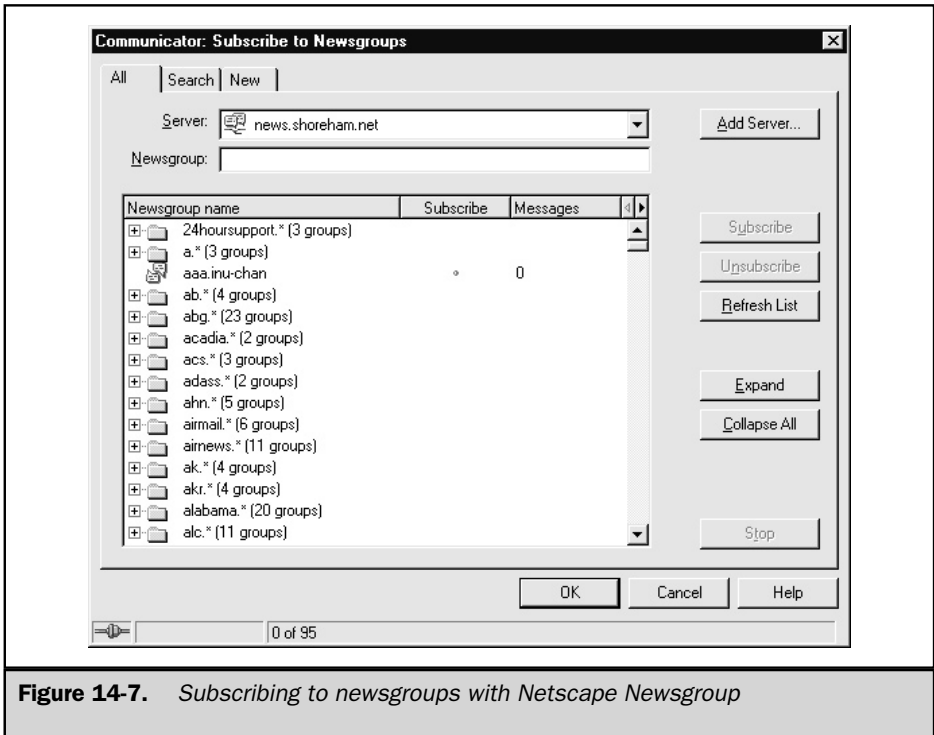 Communicator: Subscribe to Newsgroups
All Search New
Server: news.shoreham.net Add Server...
Newsgroup:
Newsgroup name Subscribe Messages
24hoursupport.* (3 groups)
a.* (3 groups)
aaa.inu-chan 0
ab.* (4 groups)
abg.* (23 groups)
acadia.* (2 groups)
acs.* (3 groups)
adass.* (2 groups)
ahn.* (5 groups)
airmail.* (6 groups)
airnews.* (11 groups)
ak.* (4 groups)
akr.* (4 groups)
alabama.* (20 groups)
alc.* (11 groups)
Subscribe
Unsubscribe
Refresh List
Expand
Collapse All
Stop
OK Cancel Help
0 of 95
Figure 14-7. Subscribing to newsgroups with Netscape Newsgroup